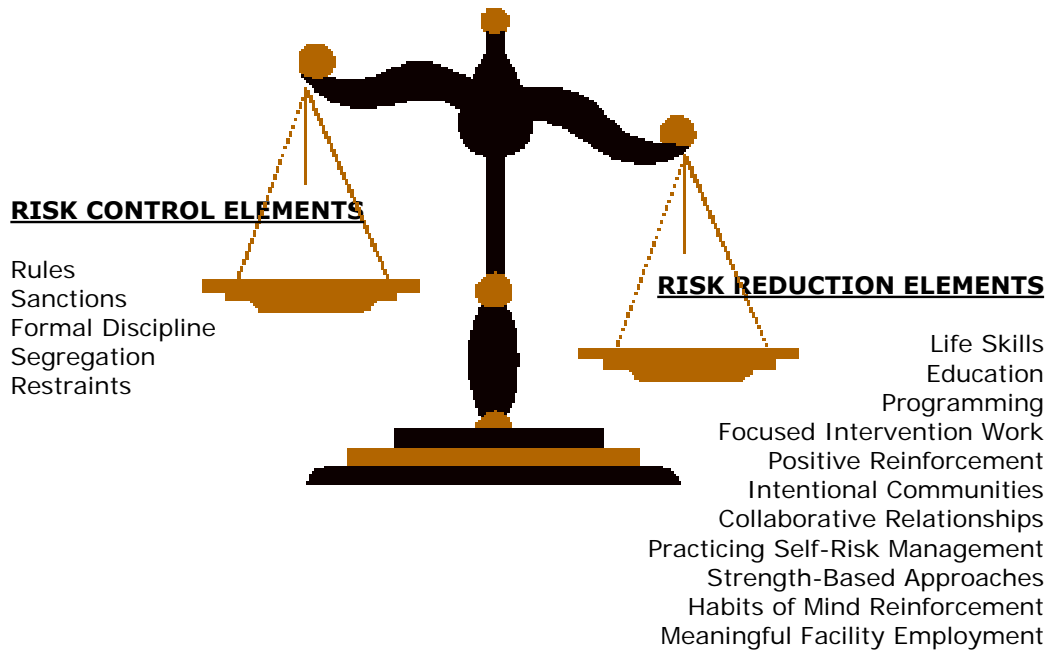 RISK CONTROL ELEMENTS
Rules
Sanctions
Formal Discipline
Segregation
Restraints
RISK REDUCTION ELEMENTS
Life Skills
Education
Programming
Focused Intervention Work
Positive Reinforcement
Intentional Communities
Collaborative Relationships
Practicing Self-Risk Management
Strength-Based Approaches
Habits of Mind Reinforcement
Meaningful Facility Employment